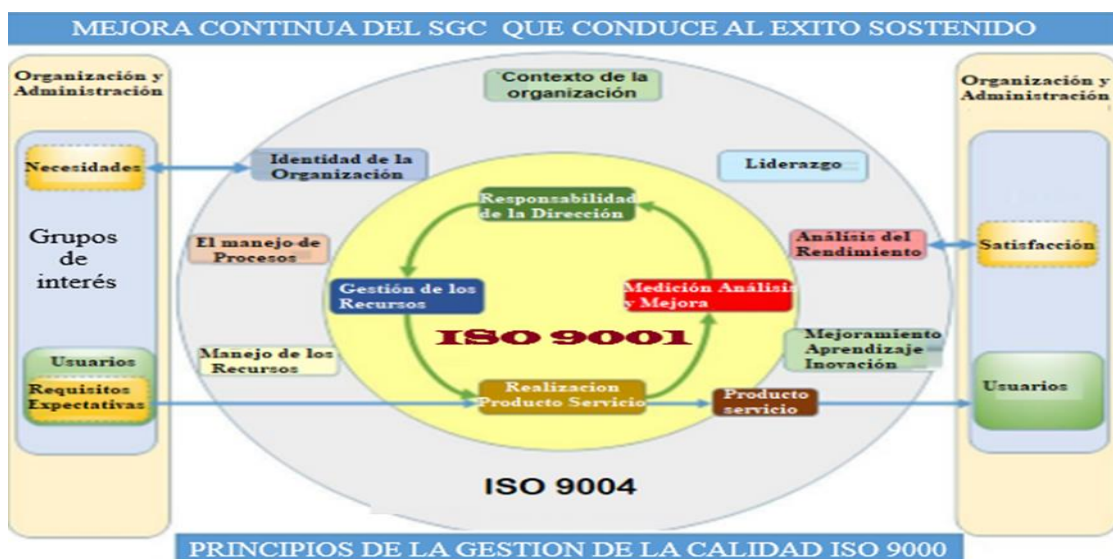 MEJORA CONTINUA DEL SGC QUE CONDUCE AL EXITO SOSTENIDO
Organización y
Administración
Necesidades
Grupos
de
interés
Usuarios
Requisitos
Expectativas
Contexto de la
organización
Identidad de la
Organización
Liderazgo
El manejo de
Procesos
Análisis del
Rendimiento
Manejo de los
Recursos
Mejoramiento
Aprendizaje
Inovación
Responsabilidad
de la Dirección
Gestión de los
Recursos
Medición Análisis
y Mejora
ISO 9001
Realizacion
Producto Servicio
Producto
servicio
ISO 9004
Organización y
Administración
Satisfacción
Usuarios
PRINCIPIOS DE LA GESTION DE LA CALIDAD ISO 9000